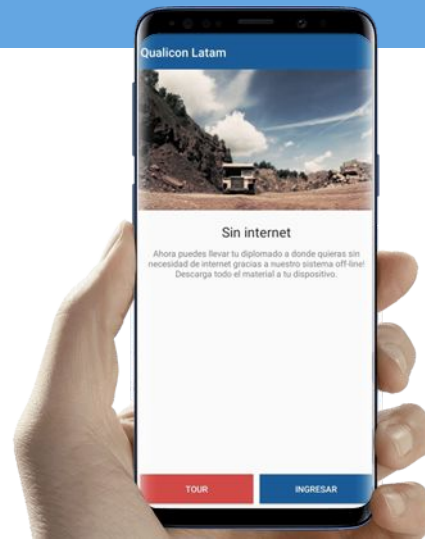 Qualicon Latam
Sin internet
Ahora puedes llevar tu diplomado a donde quieras sin
necesidad de internet gracias a nuestro sistema off-line!
Descarga todo el material a tu dispositivo.
TOUR
INGRESAR